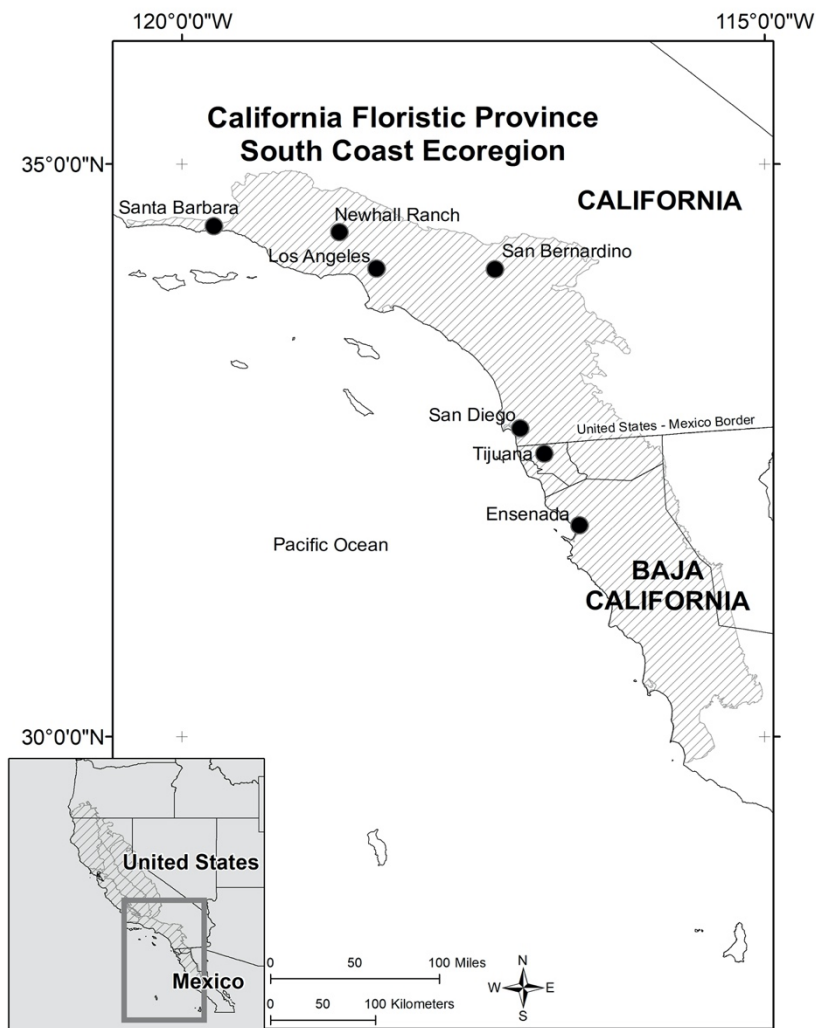 120°0'0"W 115°0'0"W
California Floristic Province
South Coast Ecoregion
35°0'0"N
CALIFORNIA
Santa Barbara
Newhall Ranch
Los Angeles
San Bernardino
San Diego
United States - Mexico Border
Tijuana
Ensenada
Pacific Ocean
BAJA
CALIFORNIA
30°0'0"N
United States
Mexico
0 50 100 Miles
0 50 100 Kilometers
N
W E
S